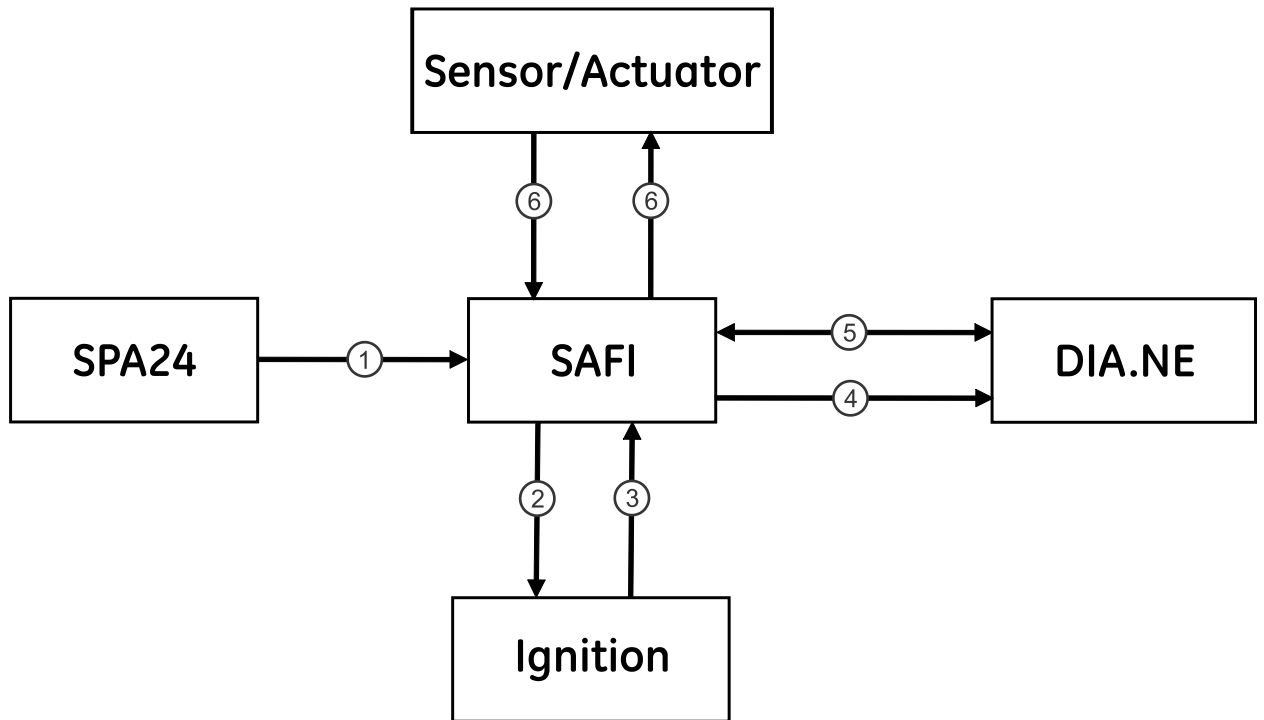 Sensor/Actuator
6
6
SPA24
1
SAFI
5
4
DIA.NE
2
3
Ignition